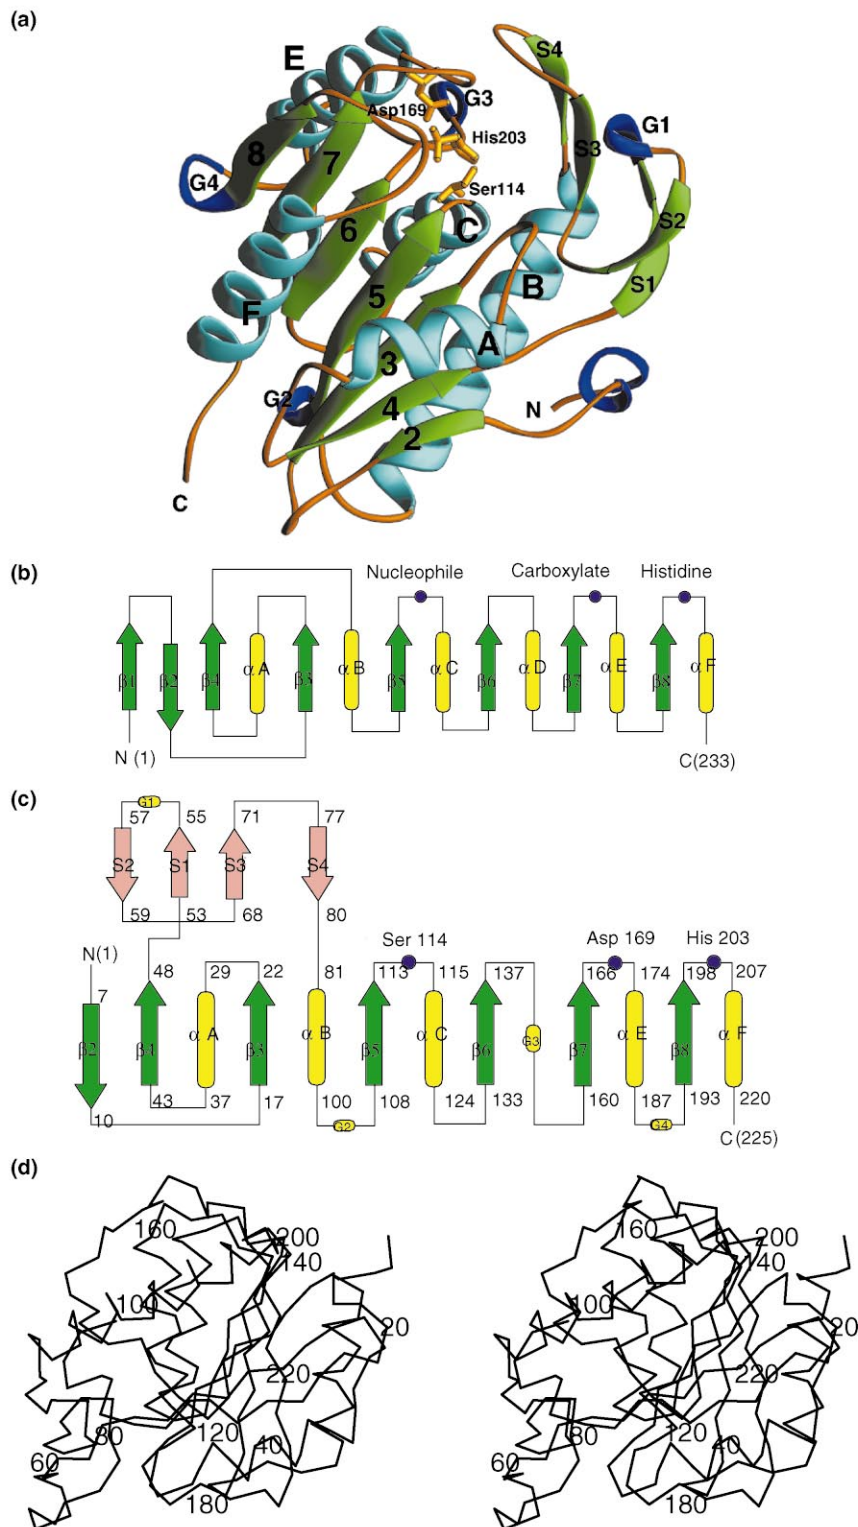 (a)
S4
E
G3
G1
Asp169
His203
S3
8
7
G4
Ser114
C
S2
6
B
S1
5
F
A
3
G2
4
N
2
C
(b)
Nucleophile Carboxylate Histidine
β1 β2 β4 α A β3 α B β5 α C β6 α D β7 α E β8 α F
N (1) C(233)
(c)
G1
57 55 71 77
S2 S1 S3 S4
59 53 68 80
Ser 114 Asp 169 His 203
N(1)
7 48 29 22 81 113 115 137 166 174 198 207
β2 β4 α A β3 α B β5 α C β6 G3 β7 α E β8 α F
10 43 37 17 100 108 124 133 160 187 193 220
G2 G4
C(225)
(d)
160 200 160 200
140 40
100 100
20 20
220 220
80 120 40 80 120 40
60 60
180 180